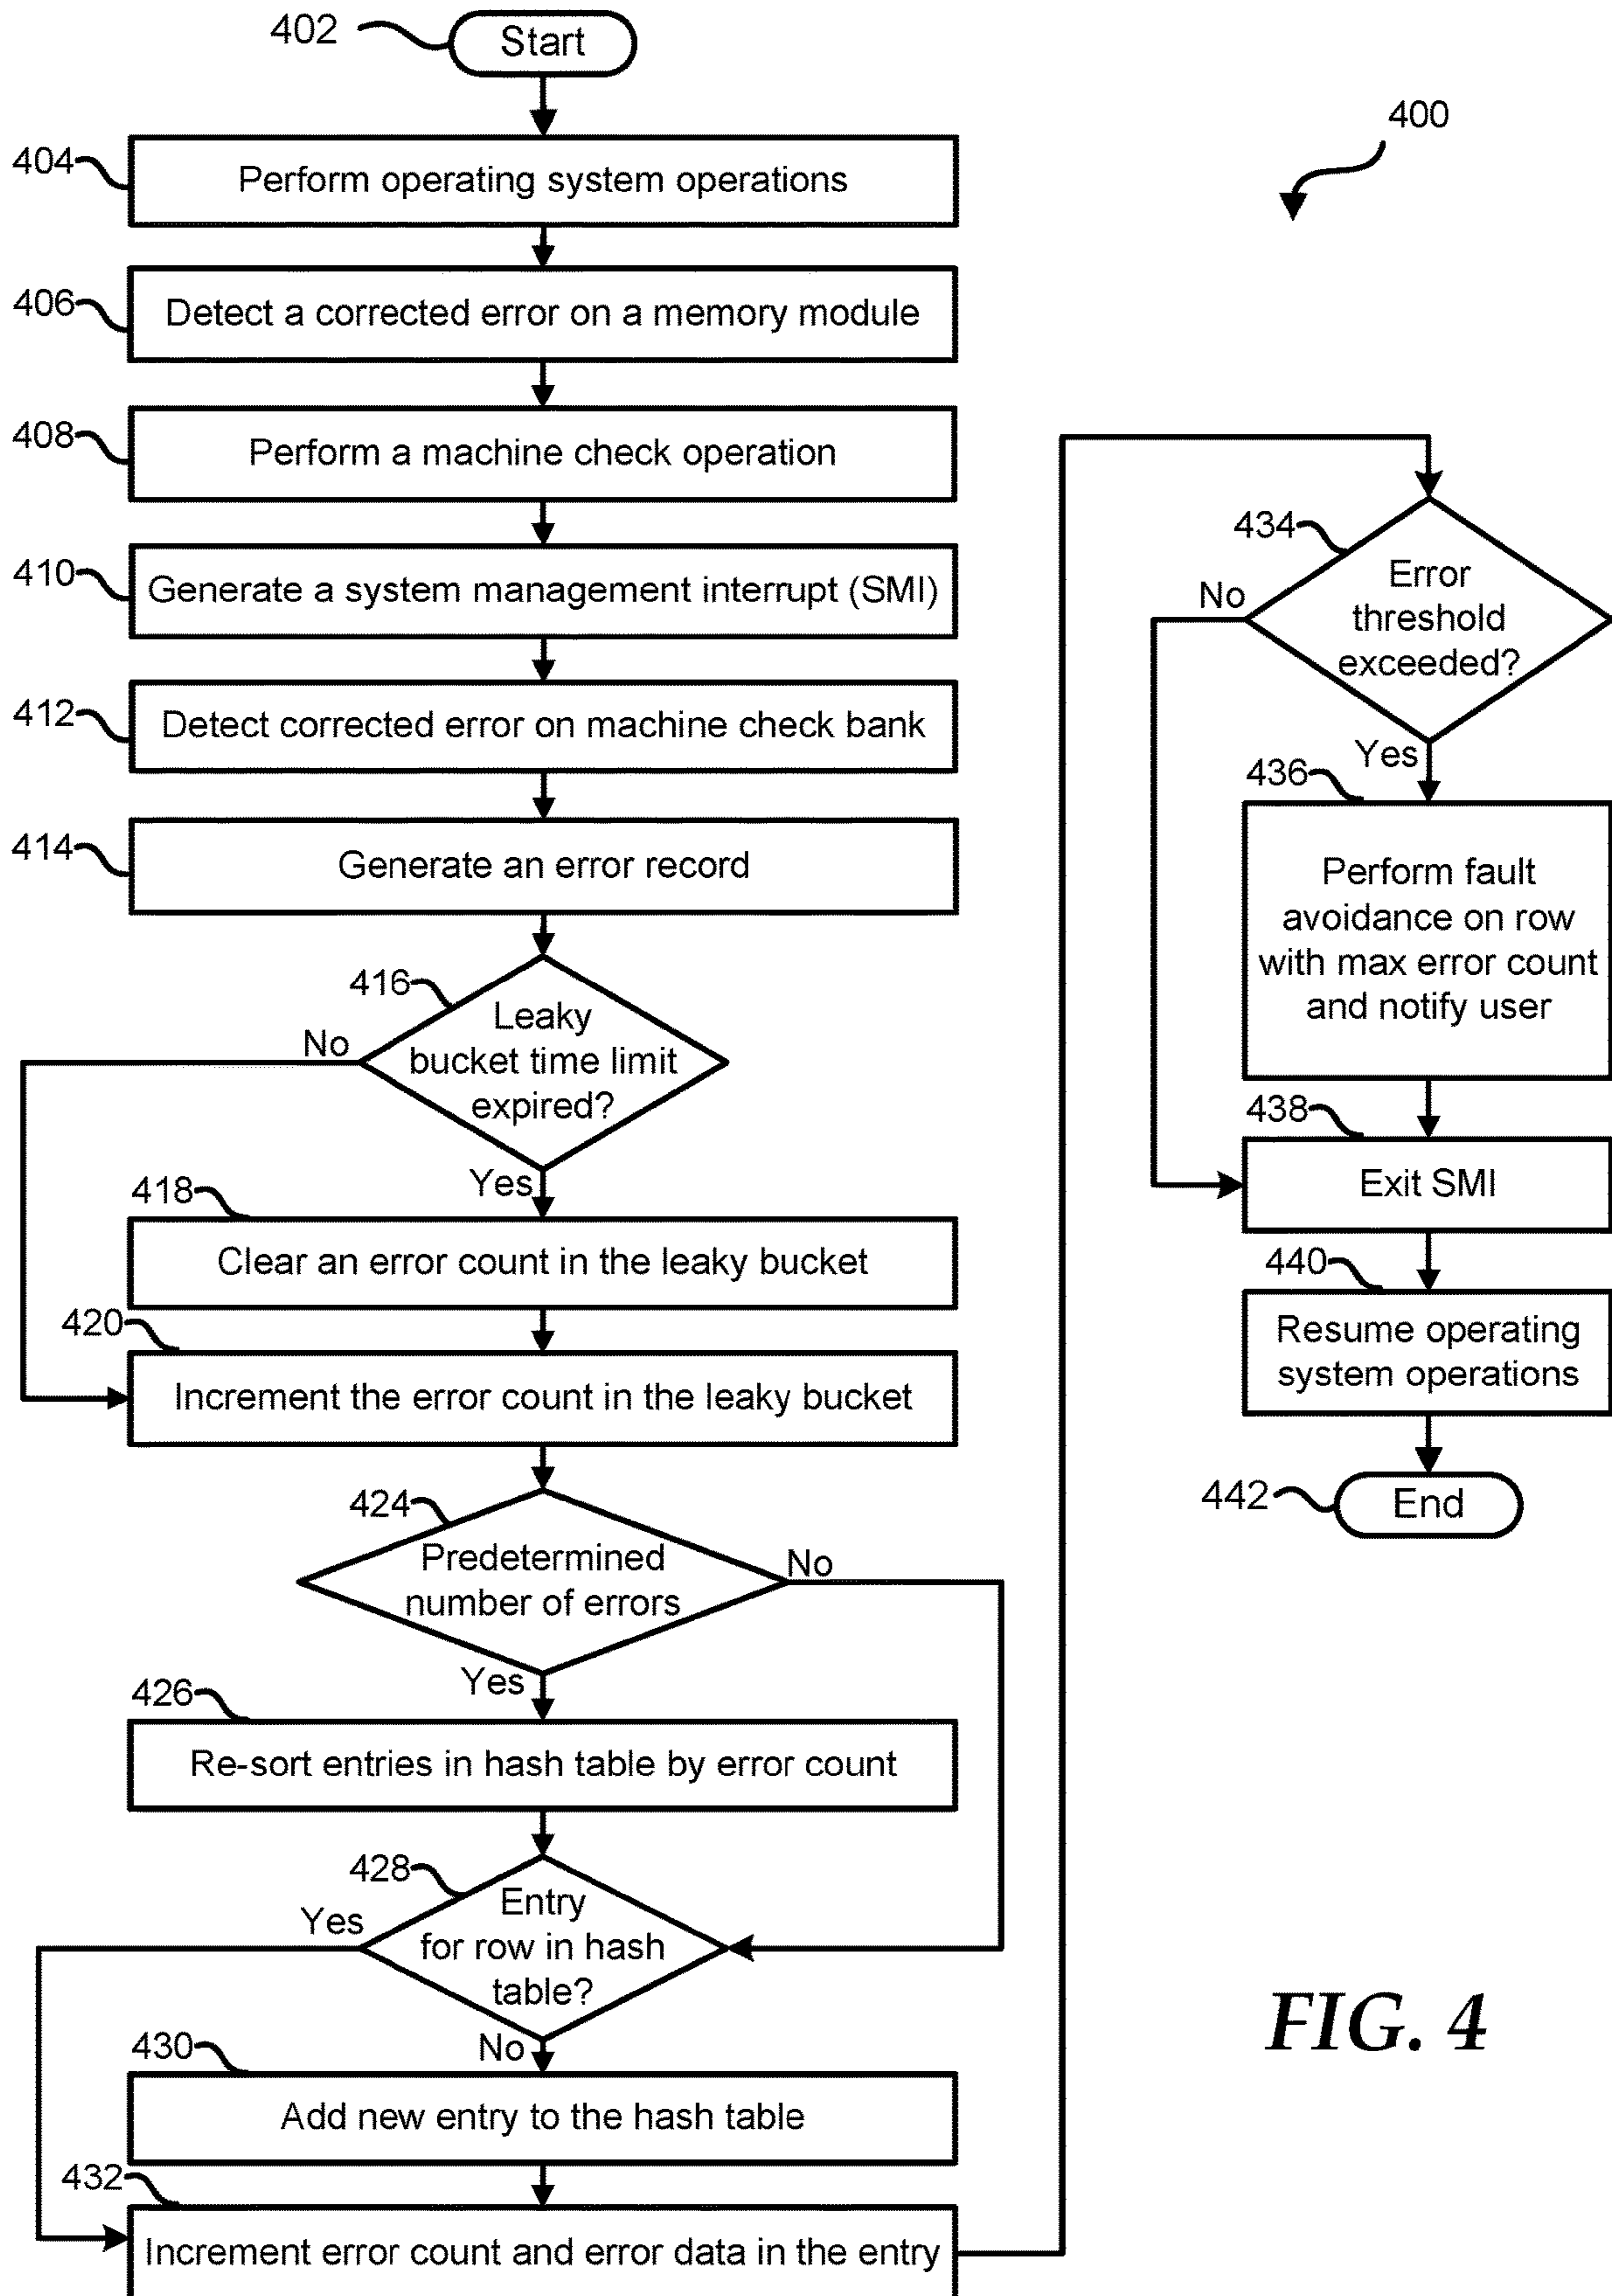 402
Start
400
404
Perform operating system operations
406
Detect a corrected error on a memory module
408
Perform a machine check operation
410
Generate a system management interrupt (SMI)
412
Detect corrected error on machine check bank
414
Generate an error record
416
Leaky
bucket time limit
expired?
No
Yes
418
Clear an error count in the leaky bucket
420
Increment the error count in the leaky bucket
424
Predetermined
number of errors
No
Yes
426
Re-sort entries in hash table by error count
428
Entry
for row in hash
table?
Yes
No
430
Add new entry to the hash table
432
Increment error count and error data in the entry
434
Error
threshold
exceeded?
No
Yes
436
Perform fault
avoidance on row
with max error count
and notify user
438
Exit SMI
440
Resume operating
system operations
442
End
FIG. 4